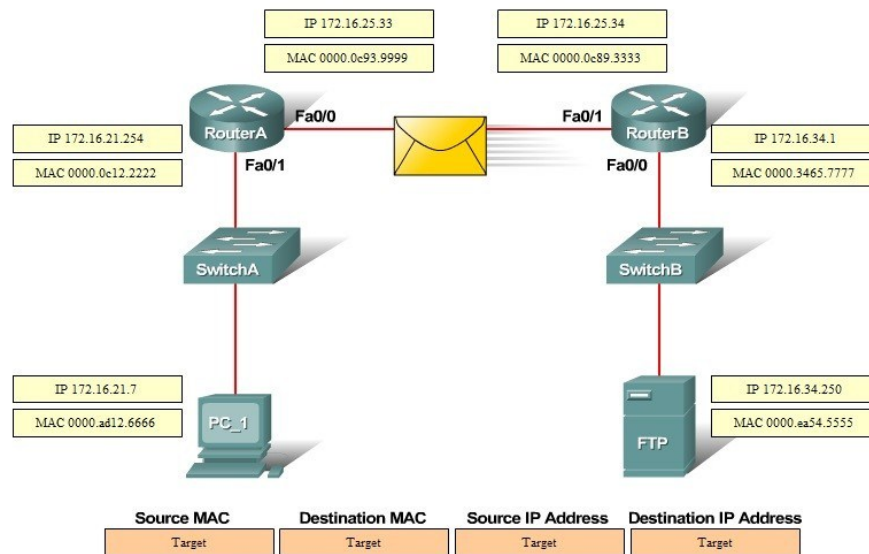 IP 172.16.25.33
IP 172.16.25.34
MAC 0000.0c93.9999
MAC 0000.0c89.3333
Fa0/0
Fa0/1
RouterA
RouterB
IP 172.16.21.254
IP 172.16.34.1
Fa0/1
Fa0/0
MAC 0000.0c12.2222
MAC 0000.3465.7777
SwitchA
SwitchB
IP 172.16.21.7
IP 172.16.34.250
MAC 0000.ad12.6666
MAC 0000.ea54.5555
PC_1
FTP
Source MAC Destination MAC Source IP Address Destination IP Address
Target Target Target Target